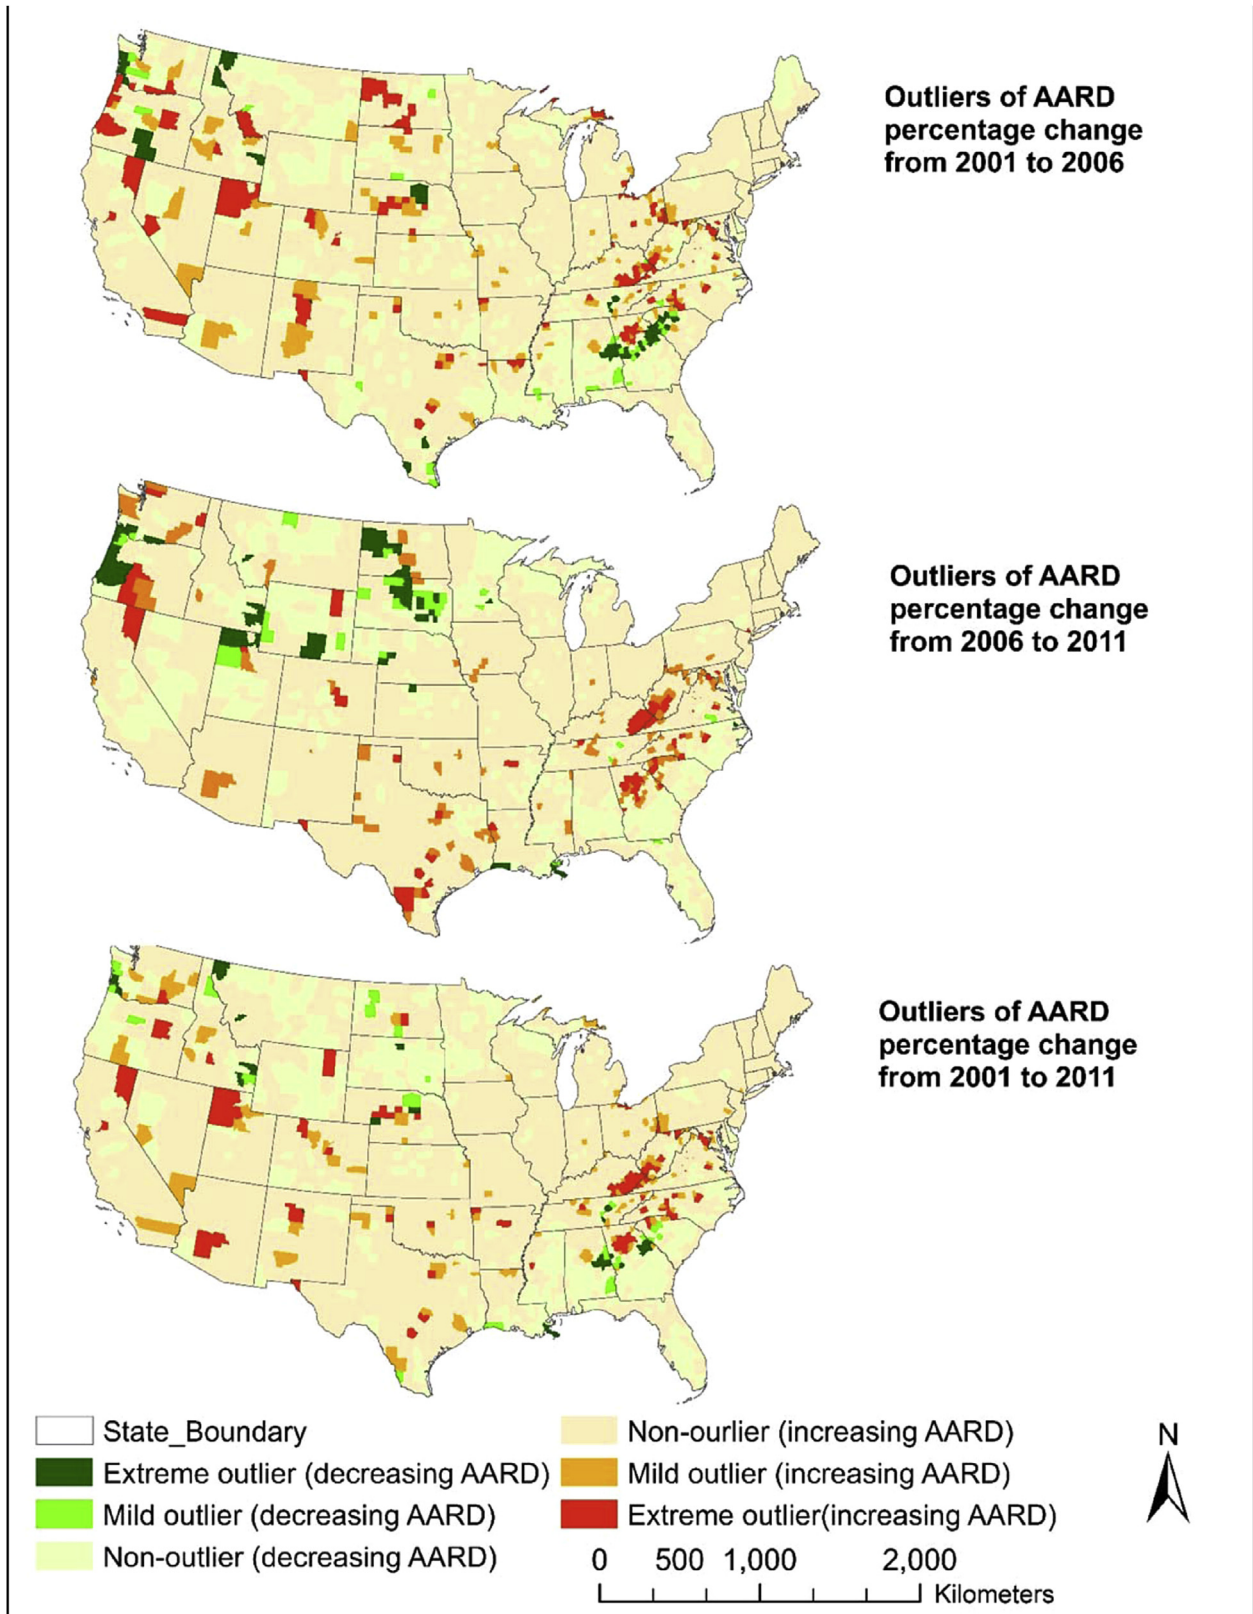 Outliers of AARD
percentage change
from 2001 to 2006
Outliers of AARD
percentage change
from 2006 to 2011
Outliers of AARD
percentage change
from 2001 to 2011
State_Boundary
Extreme outlier (decreasing AARD)
Mild outlier (decreasing AARD)
Non-outlier (decreasing AARD)
Non-ourlier (increasing AARD)
Mild outlier (increasing AARD)
Extreme outlier(increasing AARD)
0 500 1,000 2,000
Kilometers
N